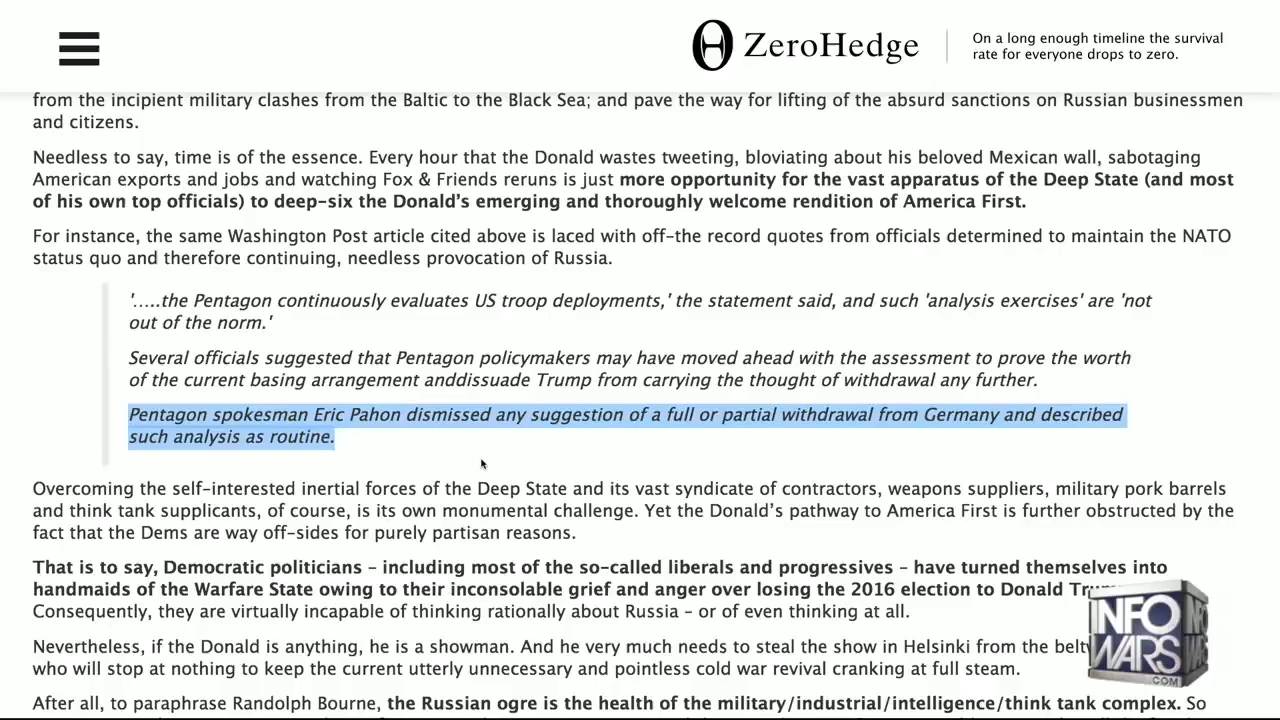 ZeroHedge
On a long enough timeline the survival
rate for everyone drops to zero.
from the incipient military clashes from the Baltic to the Black Sea; and pave the way for lifting of the absurd sanctions on Russian businessmen
and citizens.
Needless to say, time is of the essence. Every hour that the Donald wastes tweeting, bloviating about his beloved Mexican wall, sabotaging
American exports and jobs and watching Fox & Friends reruns is just more opportunity for the vast apparatus of the Deep State (and most
of his own top officials) to deep-six the Donald's emerging and thoroughly welcome rendition of America First.
For instance, the same Washington Post article cited above is laced with off-the record quotes from officials determined to maintain the NATO
status quo and therefore continuing, needless provocation of Russia.
'.....the Pentagon continuously evaluates US troop deployments,' the statement said, and such 'analysis exercises' are 'not
out of the norm.'
Several officials suggested that Pentagon policymakers may have moved ahead with the assessment to prove the worth
of the current basing arrangement anddissuade Trump from carrying the thought of withdrawal any further.
Pentagon spokesman Eric Pahon dismissed any suggestion of a full or partial withdrawal from Germany and described
such analysis as routine.
Overcoming the self-interested inertial forces of the Deep State and its vast syndicate of contractors, weapons suppliers, military pork barrels
and think tank supplicants, of course, is its own monumental challenge. Yet the Donald's pathway to America First is further obstructed by the
fact that the Dems are way off-sides for purely partisan reasons.
That is to say, Democratic politicians – including most of the so-called liberals and progressives – have turned themselves into
handmaids of the Warfare State owing to their inconsolable grief and anger over losing the 2016 election to Donald
Consequently, they are virtually incapable of thinking rationally about Russia – or of even thinking at all.
Nevertheless, if the Donald is anything, he is a showman. And he very much needs to steal the show in Helsinki from the
who will stop at nothing to keep the current utterly unnecessary and pointless cold war revival cranking at full steam.
After all, to paraphrase Randolph Bourne, the Russian ogre is the health of the military/industrial/intelligence/think tank complex. So
INFO
WARS
.COM